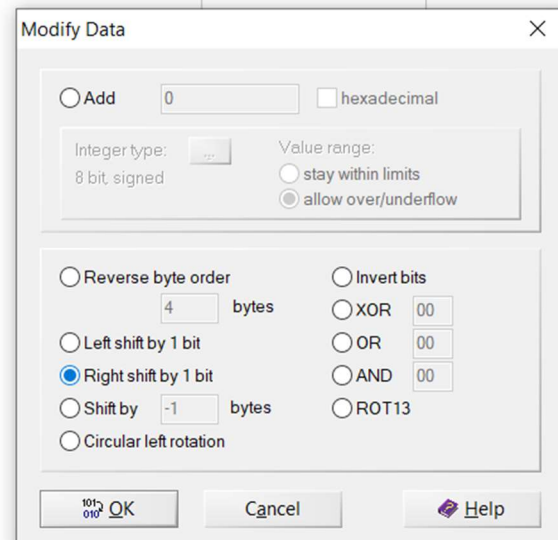 Modify Data
Add 0 hexadecimal
Integer type: ... Value range:
8 bit, signed stay within limits
allow over/underflow
Reverse byte order Invert bits
4 bytes XOR 00
Left shift by 1 bit OR 00
Right shift by 1 bit AND 00
Shift by -1 bytes ROT13
Circular left rotation
101 010 OK Cancel Help